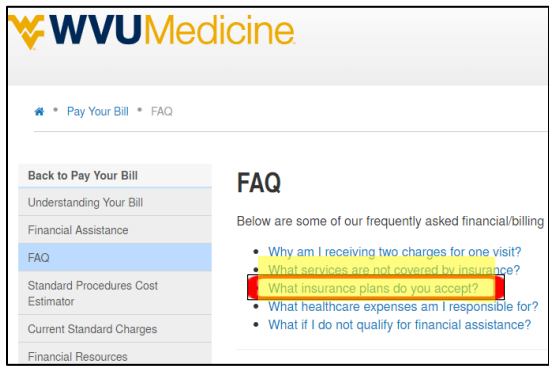 WVUMedicine
Pay Your Bill • FAQ
Back to Pay Your Bill
Understanding Your Bill
Financial Assistance
FAQ
Standard Procedures Cost
Estimator
Current Standard Charges
Financial Resources
FAQ
Below are some of our frequently asked financial/billing
• Why am I receiving two charges for one visit?
• What services are not covered by insurance?
• What insurance plans do you accept?
• What healthcare expenses am I responsible for?
• What if I do not qualify for financial assistance?